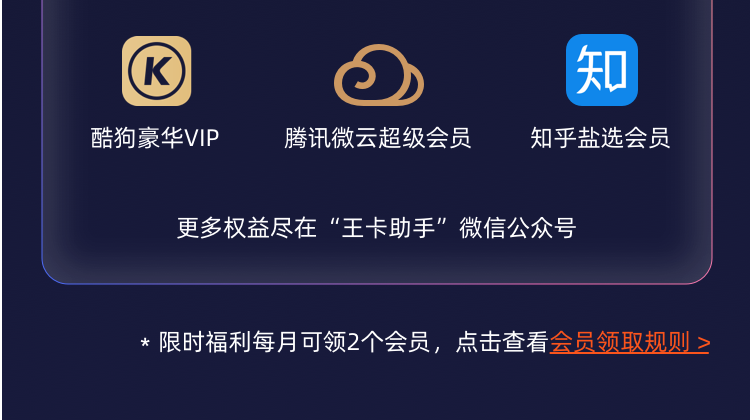 K
知
酷狗豪华VIP
腾讯微云超级会员
知乎盐选会员
更多权益尽在“王卡助手”微信公众号
* 限时福利每月可领2个会员，点击查看会员领取规则 >